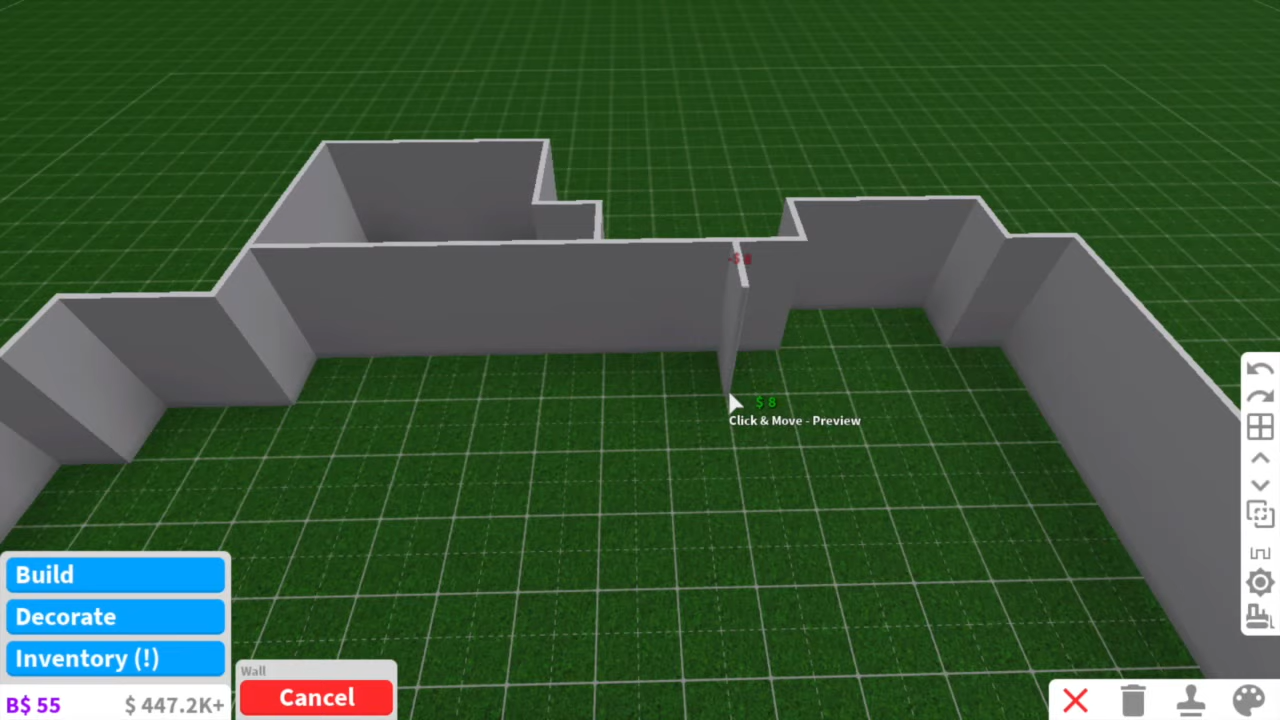 $ 8
Click & Move - Preview
Build
Decorate
Inventory (!)
B$ 55
$ 447.2K+
Wall
Cancel